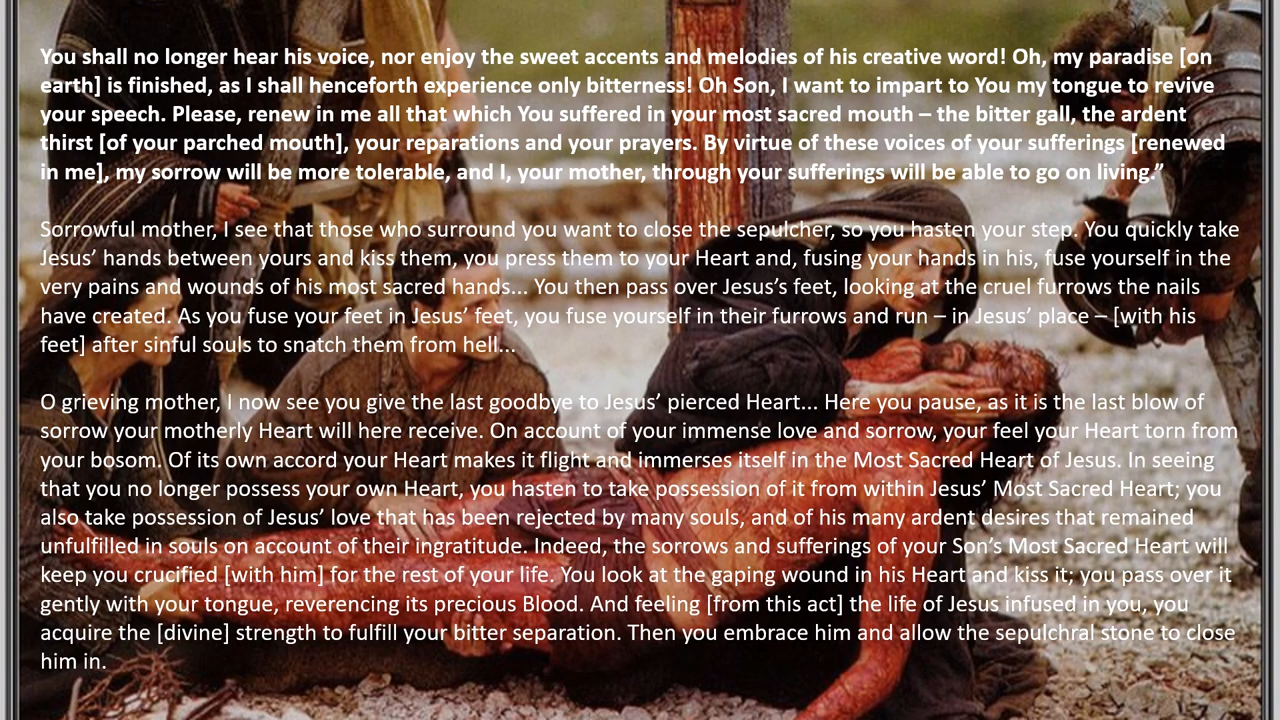 You shall no longer hear his voice, nor enjoy the sweet accents and melodies of his creative word! Oh, my paradise [on
earth] is finished, as I shall henceforth experience only bitterness! Oh Son, I want to impart to You my tongue to revive
your speech. Please, renew in me all that which You suffered in your most sacred mouth – the bitter gall, the ardent
thirst [of your parched mouth], your reparations and your prayers. By virtue of these voices of your sufferings [renewed
in me], my sorrow will be more tolerable, and I, your mother, through your sufferings will be able to go on living.”
Sorrowful mother, I see that those who surround you want to close the sepulcher, so you hasten your step. You quickly take
Jesus’ hands between yours and kiss them, you press them to your Heart and, fusing your hands in his, fuse yourself in the
very pains and wounds of his most sacred hands... You then pass over Jesus’s feet, looking at the cruel furrows the nails
have created. As you fuse your feet in Jesus’ feet, you fuse yourself in their furrows and run – in Jesus’ place – [with his
feet] after sinful souls to snatch them from hell...
O grieving mother, I now see you give the last goodbye to Jesus’ pierced Heart... Here you pause, as it is the last blow of
sorrow your motherly Heart will here receive. On account of your immense love and sorrow, your feel your Heart torn from
your bosom. Of its own accord your Heart makes it flight and immerses itself in the Most Sacred Heart of Jesus. In seeing
that you no longer possess your own Heart, you hasten to take possession of it from within Jesus’ Most Sacred Heart; you
also take possession of Jesus’ love that has been rejected by many souls, and of his many ardent desires that remained
unfulfilled in souls on account of their ingratitude. Indeed, the sorrows and sufferings of your Son’s Most Sacred Heart will
keep you crucified [with him] for the rest of your life. You look at the gaping wound in his Heart and kiss it; you pass over it
gently with your tongue, reverencing its precious Blood. And feeling [from this act] the life of Jesus infused in you, you
acquire the [divine] strength to fulfill your bitter separation. Then you embrace him and allow the sepulchral stone to close
him in.